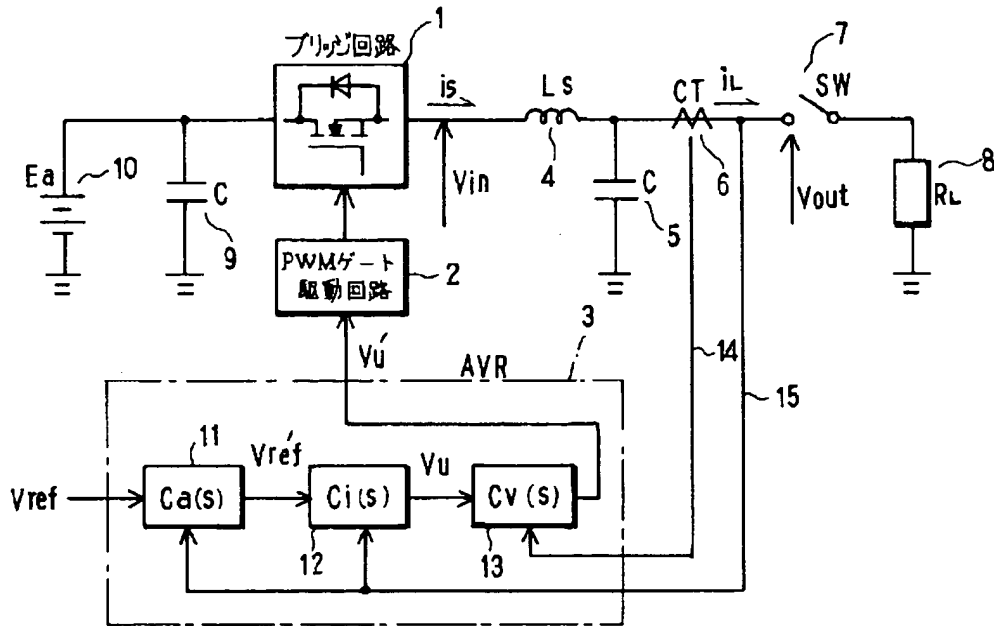 1
ブリッジ回路
7
is
Ls
CT
iL
SW
Ea
10
C
9
Vin
4
C
5
6
Vout
8
RL
PWMゲート
駆動回路
2
Vu'
3
AVR
14
15
11
Vref'
Vu
Vref
Ca(s)
Ci(s)
Cv(s)
12
13